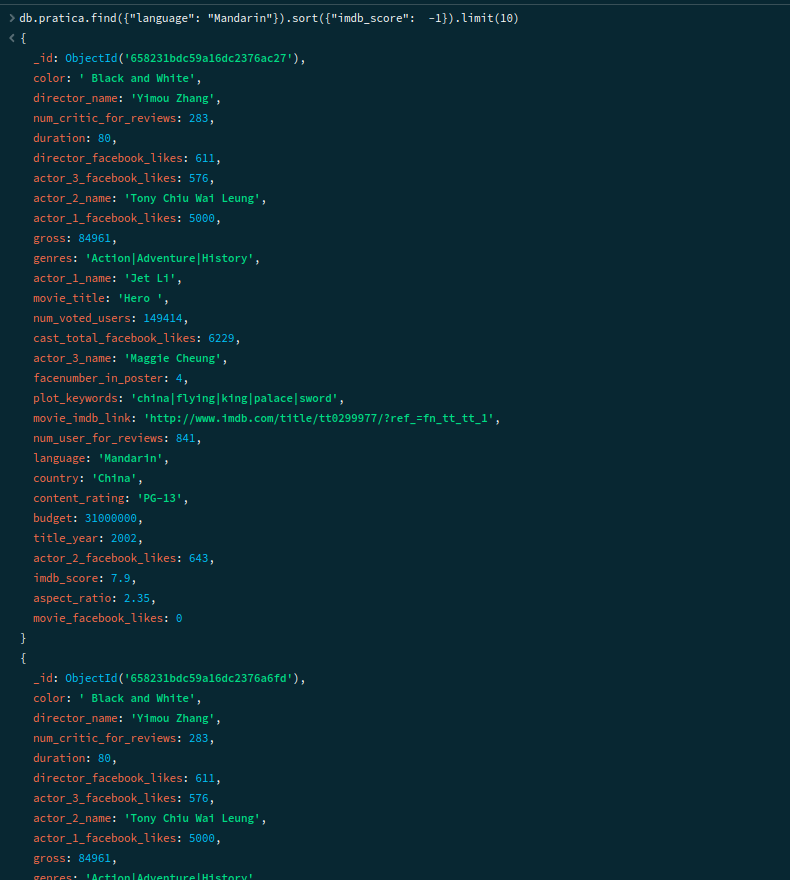 db.pratica.find({"language": "Mandarin"}).sort({"imdb_score":  -1}).limit(10)
{
_id: ObjectId('658231bdc59a16dc2376ac27'),
color: ' Black and White',
director_name: 'Yimou Zhang',
num_critic_for_reviews: 283,
duration: 80,
director_facebook_likes: 611,
actor_3_facebook_likes: 576,
actor_2_name: 'Tony Chiu Wai Leung',
actor_1_facebook_likes: 5000,
gross: 84961,
genres: 'Action|Adventure|History',
actor_1_name: 'Jet Li',
movie_title: 'Hero ',
num_voted_users: 149414,
cast_total_facebook_likes: 6229,
actor_3_name: 'Maggie Cheung',
facenumber_in_poster: 4,
plot_keywords: 'china|flying|king|palace|sword',
movie_imdb_link: 'http://www.imdb.com/title/tt0299977/?ref_=fn_tt_tt_1',
num_user_for_reviews: 841,
language: 'Mandarin',
country: 'China',
content_rating: 'PG-13',
budget: 31000000,
title_year: 2002,
actor_2_facebook_likes: 643,
imdb_score: 7.9,
aspect_ratio: 2.35,
movie_facebook_likes: 0
}
{
_id: ObjectId('658231bdc59a16dc2376a6fd'),
color: ' Black and White',
director_name: 'Yimou Zhang',
num_critic_for_reviews: 283,
duration: 80,
director_facebook_likes: 611,
actor_3_facebook_likes: 576,
actor_2_name: 'Tony Chiu Wai Leung',
actor_1_facebook_likes: 5000,
gross: 84961,
genres: 'Action|Adventure|History'